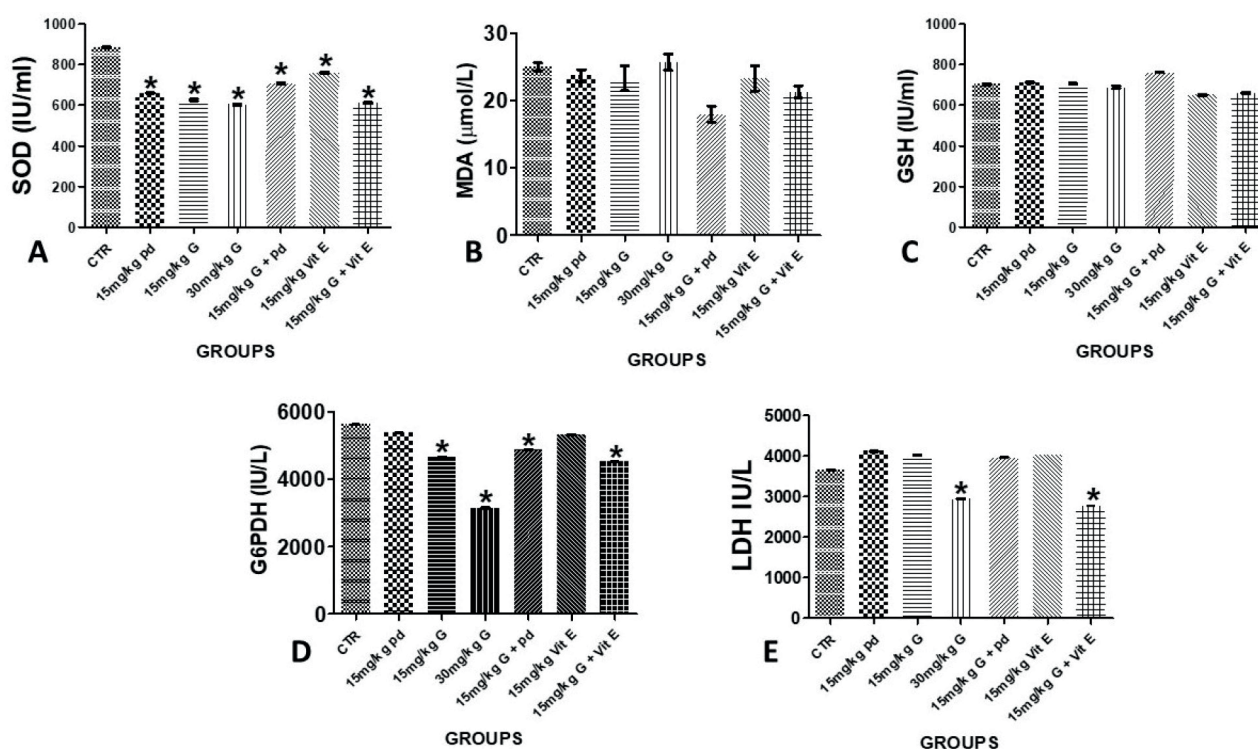 SOD (IU/ml)
1000
800
600
400
200
0
*
*
*
*
*
*
A
CTR
15mg/kg pd
15mg/kg G
30mg/kg G
15mg/kg G + pd
15mg/kg Vit E
15mg/kg G + Vit E
GROUPS
MDA (μmol/L)
30
20
10
0
B
CTR
15mg/kg pd
15mg/kg G
30mg/kg G
15mg/kg G + pd
15mg/kg Vit E
15mg/kg G + Vit E
GROUPS
GSH (IU/ml)
1000
800
600
400
200
0
C
CTR
15mg/kg pd
15mg/kg G
30mg/kg G
15mg/kg G + pd
15mg/kg Vit E
15mg/kg G + Vit E
GROUPS
G6PDH (IU/L)
6000
4000
2000
0
*
*
*
*
D
CTR
15mg/kg pd
15mg/kg G
30mg/kg G
15mg/kg G + pd
15mg/kg Vit E
15mg/kg G + Vit E
GROUPS
LDH IU/L
5000
4000
3000
2000
1000
0
*
*
E
CTR
15mg/kg pd
15mg/kg G
30mg/kg G
15mg/kg G + pd
15mg/kg Vit E
15mg/kg G + Vit E
GROUPS